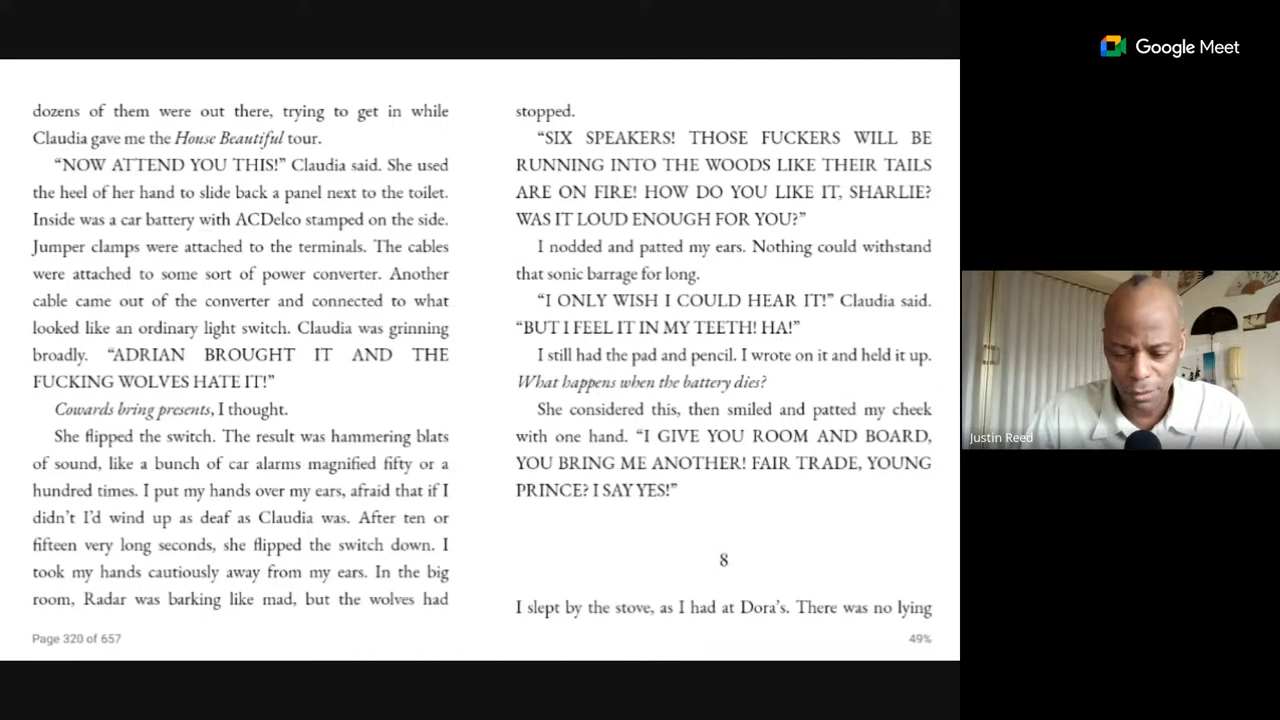 dozens of them were out there, trying to get in while
Claudia gave me the House Beautiful tour.
“NOW ATTEND YOU THIS!” Claudia said. She used
the heel of her hand to slide back a panel next to the toilet.
Inside was a car battery with ACDelco stamped on the side.
Jumper clamps were attached to the terminals. The cables
were attached to some sort of power converter. Another
cable came out of the converter and connected to what
looked like an ordinary light switch. Claudia was grinning
broadly. “ADRIAN BROUGHT IT AND THE
FUCKING WOLVES HATE IT!”
Cowards bring presents, I thought.
She flipped the switch. The result was hammering blats
of sound, like a bunch of car alarms magnified fifty or a
hundred times. I put my hands over my ears, afraid that if I
didn’t I’d wind up as deaf as Claudia was. After ten or
fifteen very long seconds, she flipped the switch down. I
took my hands cautiously away from my ears. In the big
room, Radar was barking like mad, but the wolves had
Page 320 of 657
stopped.
“SIX SPEAKERS! THOSE FUCKERS WILL BE
RUNNING INTO THE WOODS LIKE THEIR TAILS
ARE ON FIRE! HOW DO YOU LIKE IT, SHARLIE?
WAS IT LOUD ENOUGH FOR YOU?”
I nodded and patted my ears. Nothing could withstand
that sonic barrage for long.
“I ONLY WISH I COULD HEAR IT!” Claudia said.
“BUT I FEEL IT IN MY TEETH! HA!”
I still had the pad and pencil. I wrote on it and held it up.
What happens when the battery dies?
She considered this, then smiled and patted my cheek
with one hand. “I GIVE YOU ROOM AND BOARD,
YOU BRING ME ANOTHER! FAIR TRADE, YOUNG
PRINCE? I SAY YES!”
8
I slept by the stove, as I had at Dora’s. There was no lying
49%
Google Meet
Justin Reed